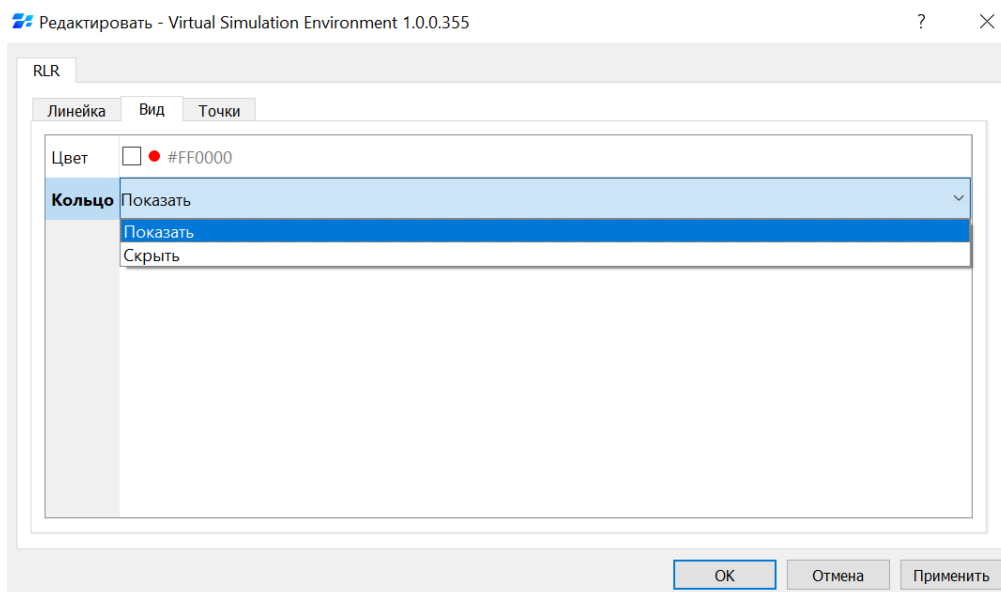 Редактировать - Virtual Simulation Environment 1.0.0.355 ?
RLR
Линейка Вид Точки
Цвет #FF0000
Кольцо Показать
Показать
Скрыть
OK Отмена Применить